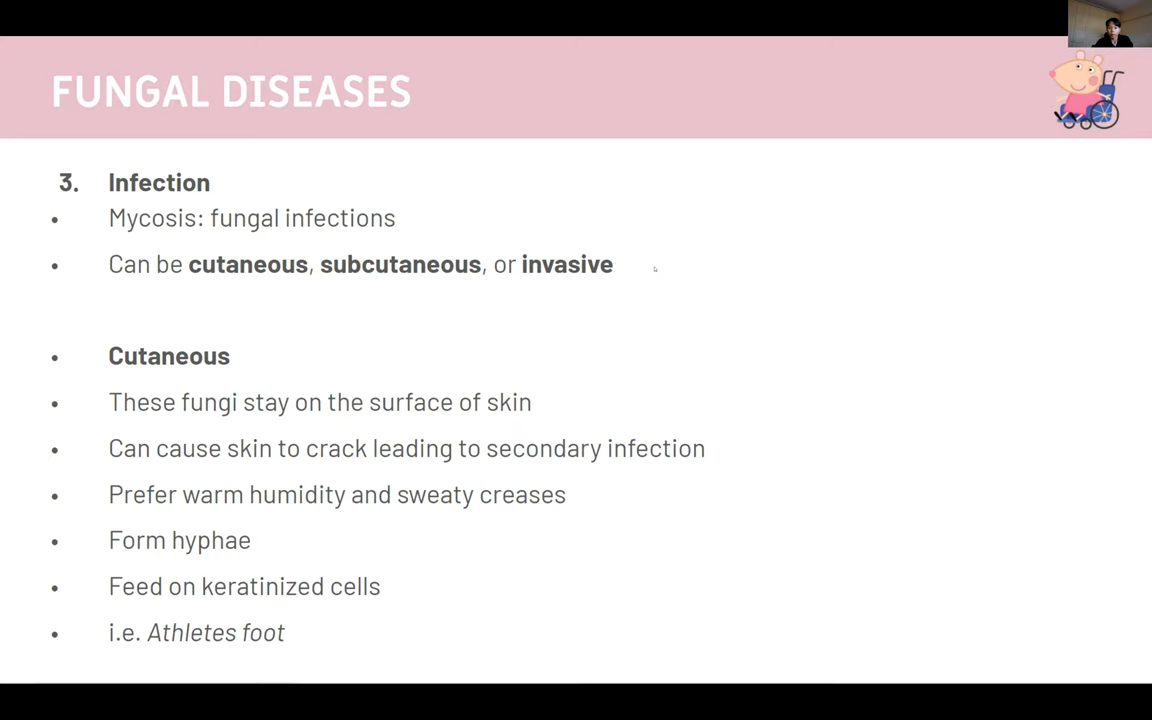 FUNGAL DISEASES
3. Infection
• Mycosis: fungal infections
• Can be cutaneous, subcutaneous, or invasive
• Cutaneous
• These fungi stay on the surface of skin
• Can cause skin to crack leading to secondary infection
• Prefer warm humidity and sweaty creases
• Form hyphae
• Feed on keratinized cells
• i.e. Athletes foot